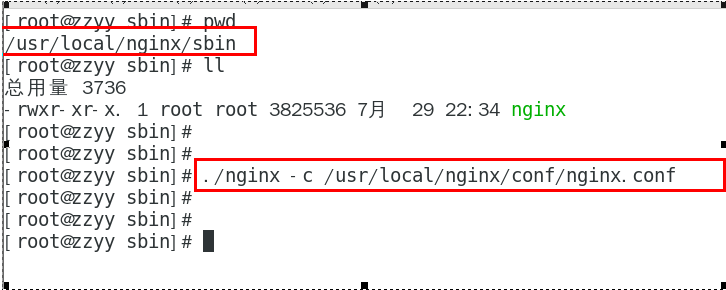 [root@zzyy sbin]# pwd
/usr/local/nginx/sbin
[root@zzyy sbin]# ll
总用量 3736
-rwxr-xr-x. 1 root root 3825536 7月  29 22:34 nginx
[root@zzyy sbin]#
[root@zzyy sbin]#
[root@zzyy sbin]# ./nginx -c /usr/local/nginx/conf/nginx.conf
[root@zzyy sbin]#
[root@zzyy sbin]#
[root@zzyy sbin]#